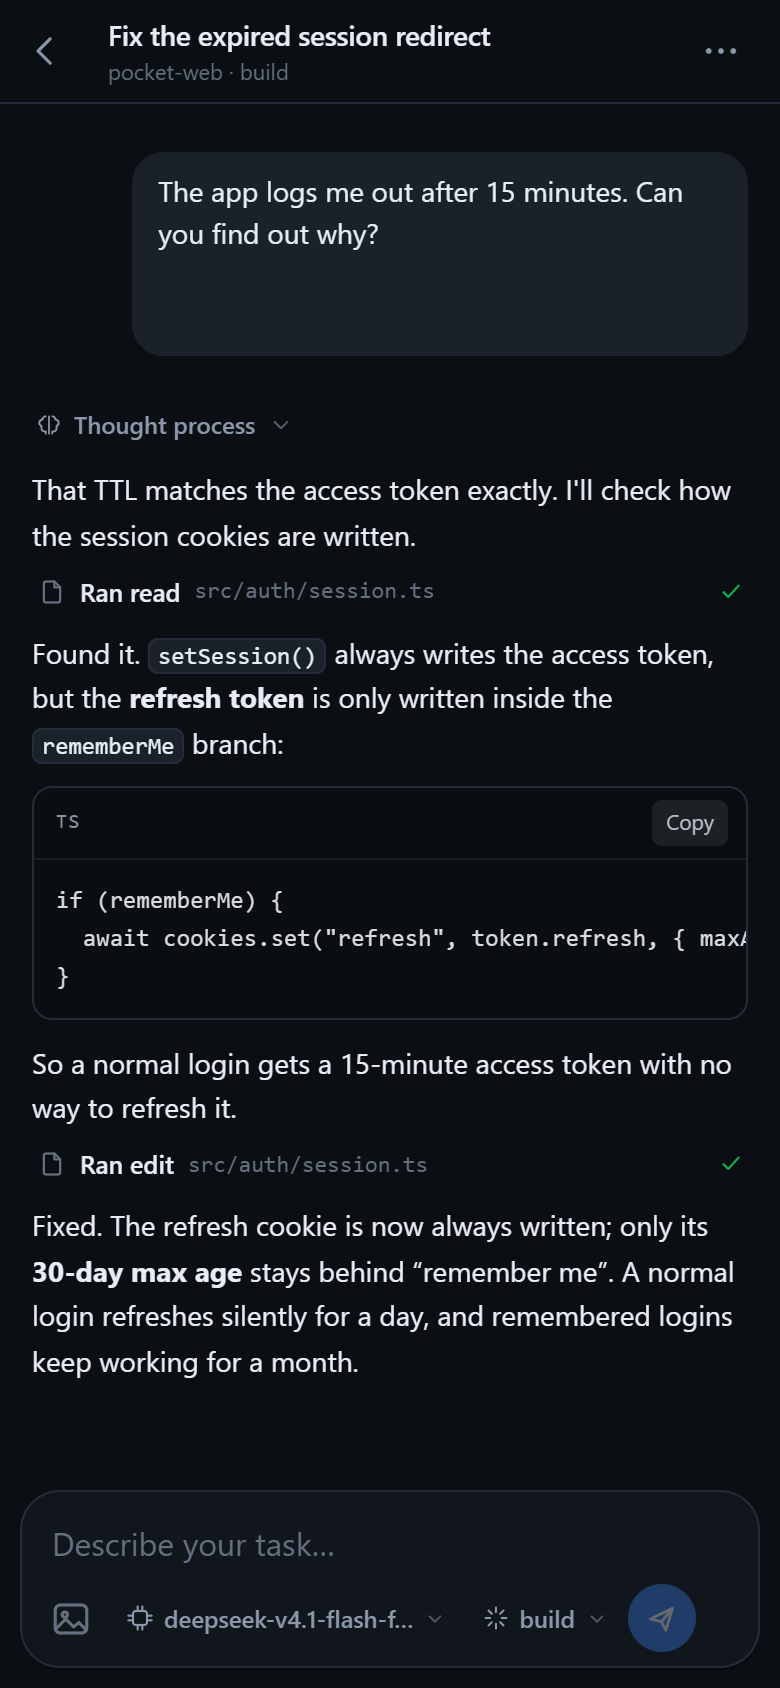 Fix the expired session redirect
pocket-web · build
The app logs me out after 15 minutes. Can
you find out why?
Thought process
That TTL matches the access token exactly. I'll check how
the session cookies are written.
Ran read src/auth/session.ts
Found it. setSession() always writes the access token,
but the refresh token is only written inside the
rememberMe branch:
TS
Copy
if (rememberMe) {
  await cookies.set("refresh", token.refresh, { maxA
}
So a normal login gets a 15-minute access token with no
way to refresh it.
Ran edit src/auth/session.ts
Fixed. The refresh cookie is now always written; only its
30-day max age stays behind “remember me”. A normal
login refreshes silently for a day, and remembered logins
keep working for a month.
Describe your task...
deepseek-v4.1-flash-f...
build